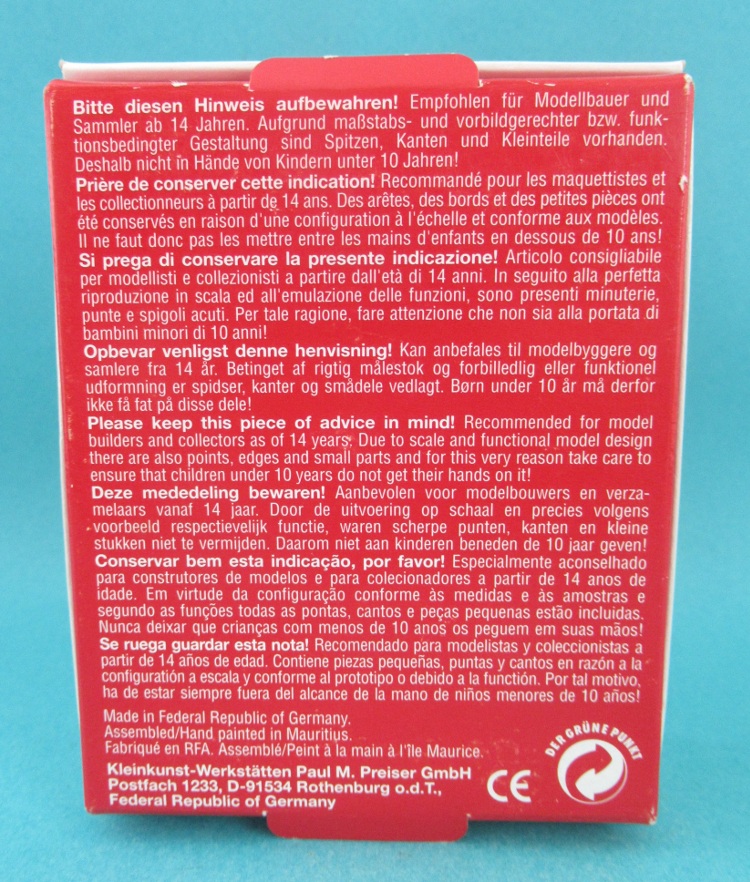 Bitte diesen Hinweis aufbewahren! Empfohlen für Modellbauer und
Sammler ab 14 Jahren. Aufgrund maßstabs- und vorbildgerechter bzw. funk-
tionsbedingter Gestaltung sind Spitzen, Kanten und Kleinteile vorhanden.
Deshalb nicht in Hände von Kindern unter 10 Jahren!
Prière de conserver cette indication! Recommandé pour les maquettistes et
les collectionneurs à partir de 14 ans. Des arêtes, des bords et des petites pièces ont
été conservés en raison d'une configuration à l'échelle et conforme aux modèles.
Il ne faut donc pas les mettre entre les mains d'enfants en dessous de 10 ans!
Si prega di conservare la presente indicazione! Articolo consigliabile
per modellisti e collezionisti a partire dall'età di 14 anni. In seguito alla perfetta
riproduzione in scala ed all'emulazione delle funzioni, sono presenti minuterie,
punte e spigoli acuti. Per tale ragione, fare attenzione che non sia alla portata di
bambini minori di 10 anni!
Opbevar venligst denne henvisning! Kan anbefales til modelbyggere og
samlere fra 14 år. Betinget af rigtig målestok og forbilledlig eller funktionel
udformning er spidser, kanter og smådele vedlagt. Børn under 10 år må derfor
ikke få fat på disse dele!
Please keep this piece of advice in mind! Recommended for model
builders and collectors as of 14 years. Due to scale and functional model design
there are also points, edges and small parts and for this very reason take care to
ensure that children under 10 years do not get their hands on it!
Deze mededeling bewaren! Aanbevolen voor modelbouwers en verza-
melaars vanaf 14 jaar. Door de uitvoering op schaal en precies volgens
voorbeeld respectievelijk functie, waren scherpe punten, kanten en kleine
stukken niet te vermijden. Daarom niet aan kinderen beneden de 10 jaar geven!
Conservar bem esta indicação, por favor! Especialmente aconselhado
para construtores de modelos e para colecionadores a partir de 14 anos de
idade. Em virtude da configuração conforme às medidas e às amostras e
segundo as funções todas as pontas, cantos e peças pequenas estão incluidas.
Nunca deixar que crianças com menos de 10 anos os peguem em suas mãos!
Se ruega guardar esta nota! Recomendado para modelistas y coleccionistas a
partir de 14 años de edad. Contiene piezas pequeñas, puntas y cantos en razón a la
configuratión a escala y conforme al prototipo o debido a la functión. Por tal motivo,
ha de estar siempre fuera del alcance de la mano de niños menores de 10 años!
Made in Federal Republic of Germany.
Assembled/Hand painted in Mauritius.
Fabriqué en RFA. Assemblé/Peint à la main à l'île Maurice.
Kleinkunst-Werkstätten Paul M. Preiser GmbH
Postfach 1233, D-91534 Rothenburg o.d.T.,
Federal Republic of Germany
CE
DER GRÜNE PUNKT